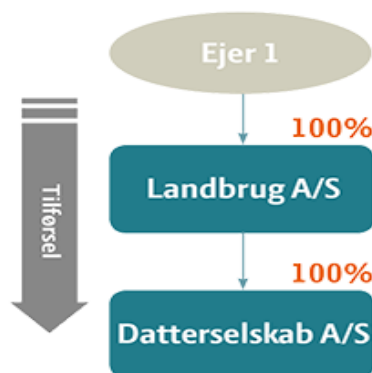 Ejer 1
100%
Landbrug A/S
Tilførsel
100%
Datterselskab A/S